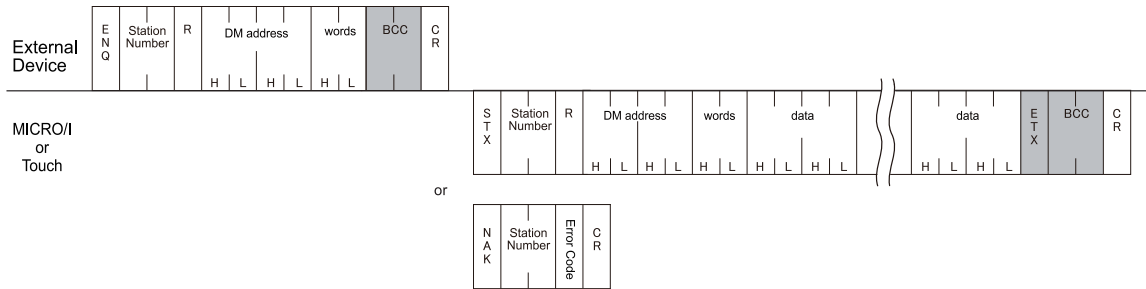 External Device
ENQ
Station Number
R
DM address
words
BCC
CR
H L H L H L
MICRO/I or Touch
STX
Station Number
R
DM address
words
data
data
ETX
BCC
CR
H L H L H L H L H L H L H L
or
NAK
Station Number
Error Code
CR